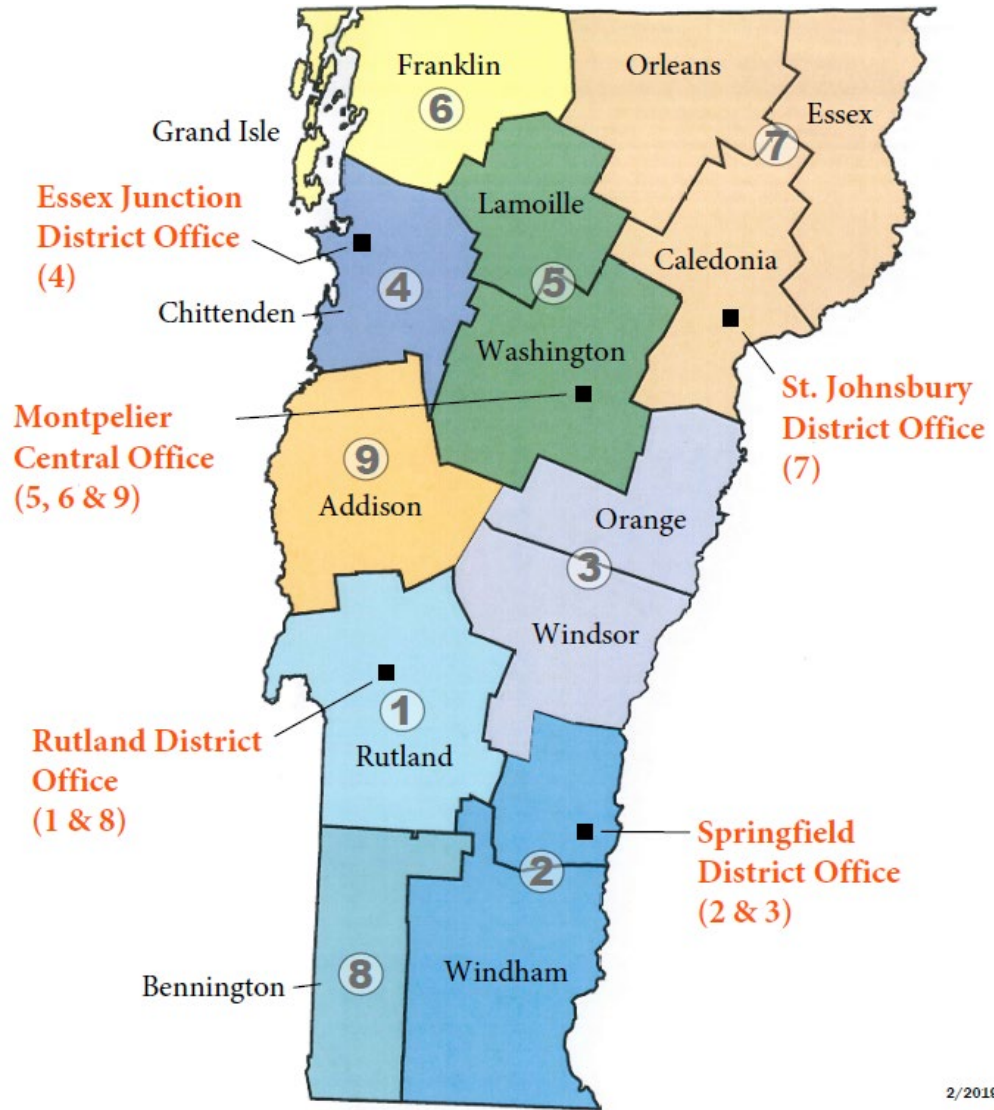 Franklin
6
Orleans
Essex
7
Grand Isle
Essex Junction
District Office
(4)
Lamoille
Caledonia
4
5
Chittenden
Washington
St. Johnsbury
District Office
(7)
Montpelier
Central Office
(5, 6 & 9)
9
Addison
Orange
3
Windsor
1
Rutland
Rutland District
Office
(1 & 8)
Springfield
District Office
(2 & 3)
2
Bennington
8
Windham